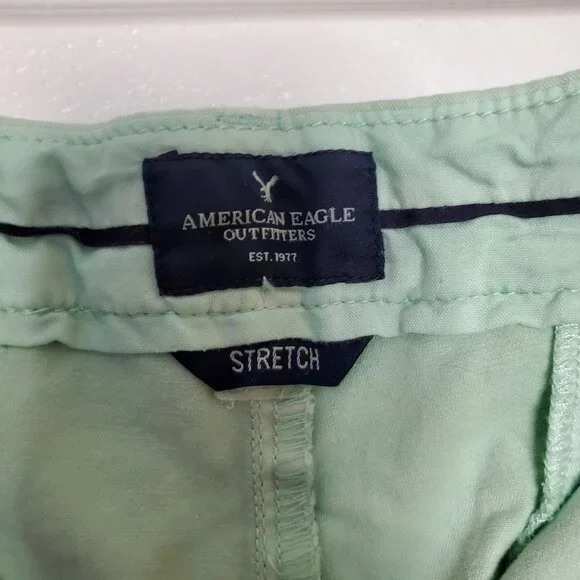 AMERICAN EAGLE
OUTFITTERS
EST. 1977
STRETCH